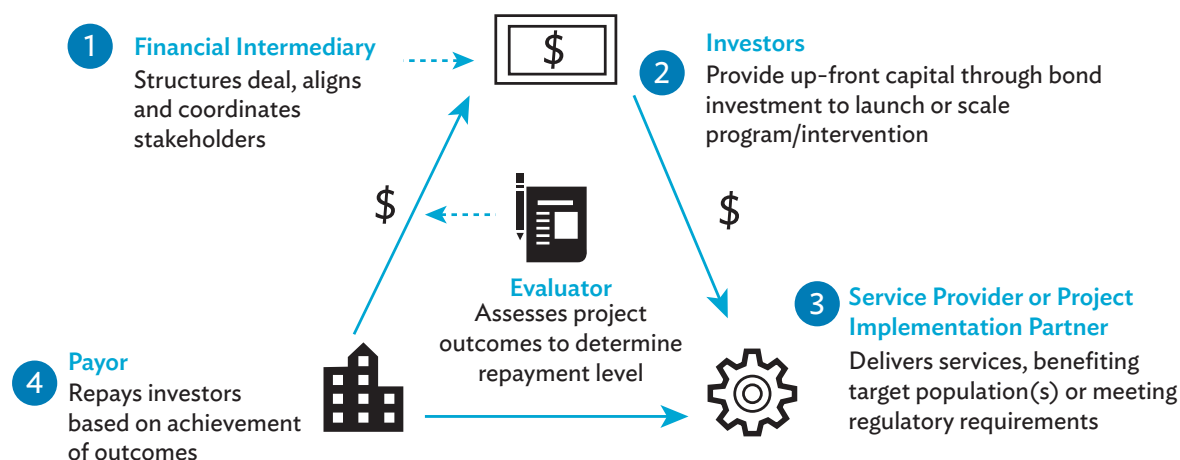 1
Financial Intermediary
Structures deal, aligns
and coordinates
stakeholders
$
2
Investors
Provide up-front capital through bond
investment to launch or scale
program/intervention
$
$
Evaluator
Assesses project
outcomes to determine
repayment level
3
Service Provider or Project
Implementation Partner
Delivers services, benefiting
target population(s) or meeting
regulatory requirements
4
Payor
Repays investors
based on achievement
of outcomes